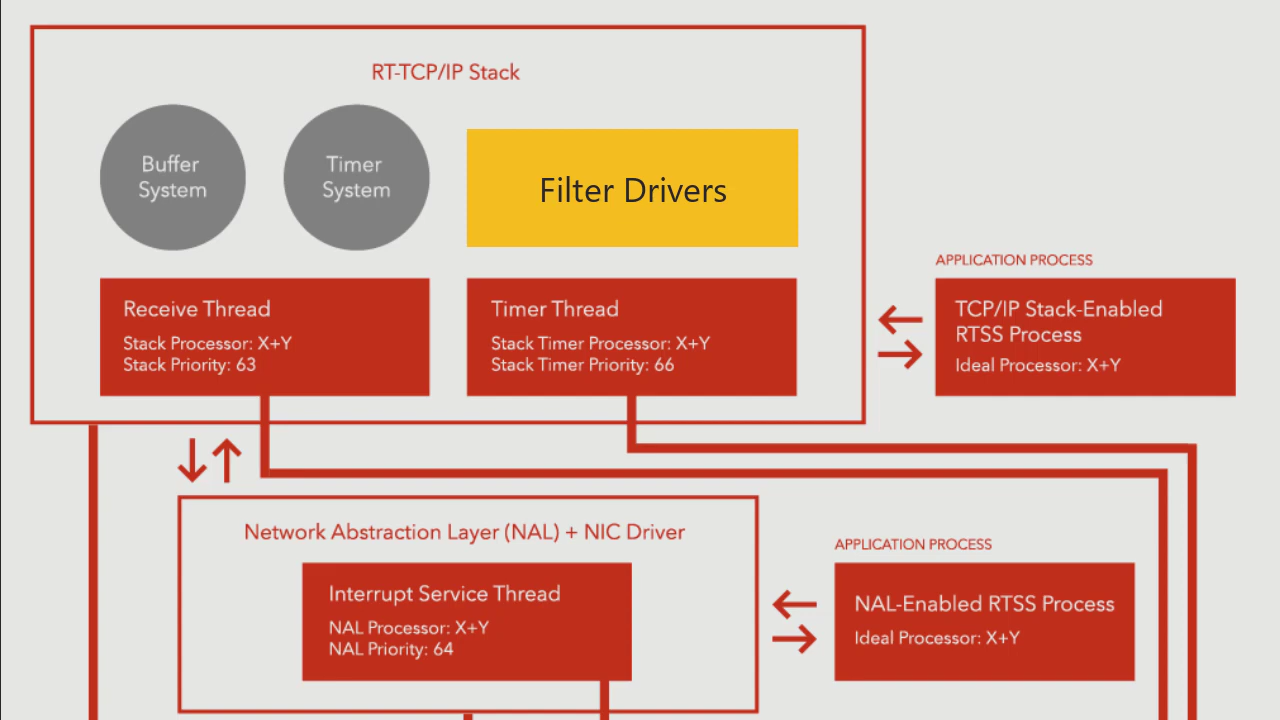 RT-TCP/IP Stack
Buffer
System
Timer
System
Filter Drivers
Receive Thread
Stack Processor: X+Y
Stack Priority: 63
Timer Thread
Stack Timer Processor: X+Y
Stack Timer Priority: 66
APPLICATION PROCESS
TCP/IP Stack-Enabled
RTSS Process
Ideal Processor: X+Y
Network Abstraction Layer (NAL) + NIC Driver
Interrupt Service Thread
NAL Processor: X+Y
NAL Priority: 64
APPLICATION PROCESS
NAL-Enabled RTSS Process
Ideal Processor: X+Y